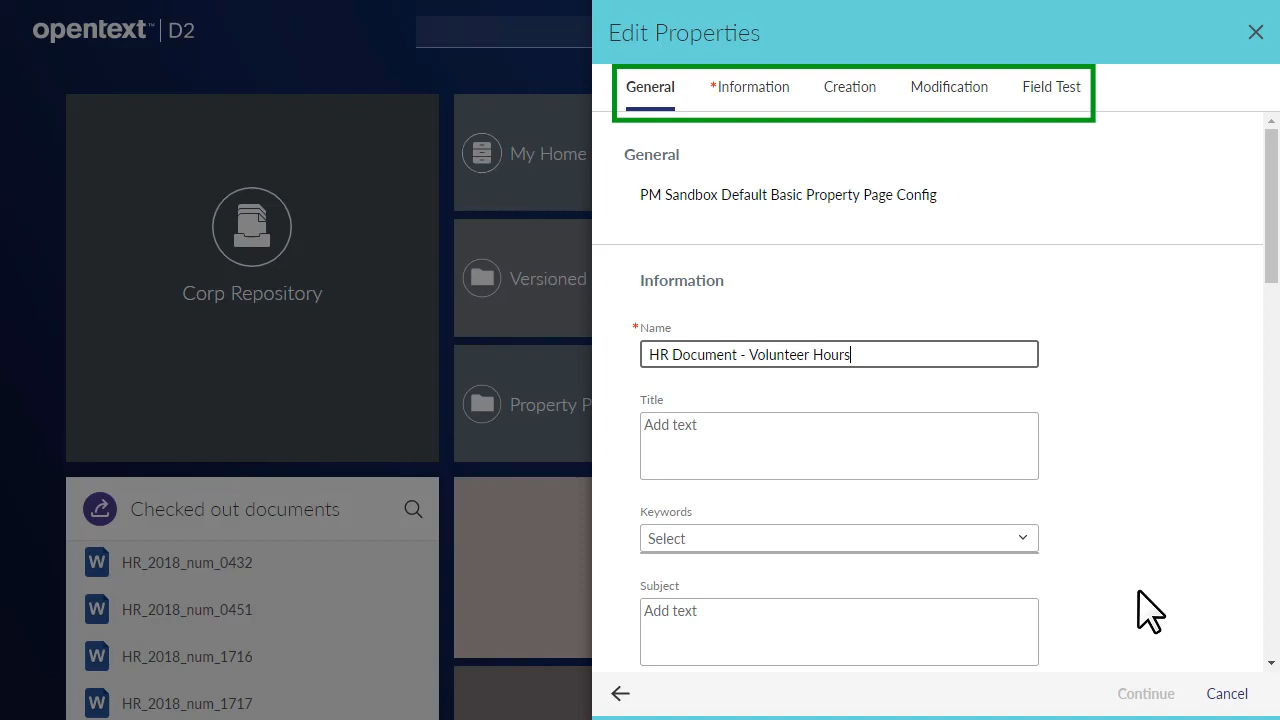 opentext™ | D2
Corp Repository
My Home
Versioned
Property P
Checked out documents
HR_2018_num_0432
HR_2018_num_0451
HR_2018_num_1716
HR_2018_num_1717
Edit Properties
General *Information Creation Modification Field Test
General
PM Sandbox Default Basic Property Page Config
Information
*Name
HR Document - Volunteer Hours
Title
Add text
Keywords
Select
Subject
Add text
Continue Cancel